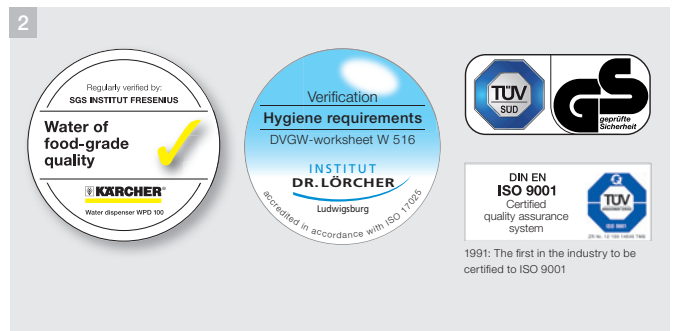 2
Regularly verified by:
SGS INSTITUT FRESENIUS
Water of
food-grade
quality
KÄRCHER®
Water dispenser WPD 100
Verification
Hygiene requirements
DVGW-worksheet W 516
INSTITUT
DR. LÖRCHER
Ludwigsburg
accredited in accordance with ISO 17025
TÜV
SÜD
GS
geprüfte
Sicherheit
DIN EN
ISO 9001
Certified
quality assurance
system
TÜV
ISO 9001
1991: The first in the industry to be
certified to ISO 9001